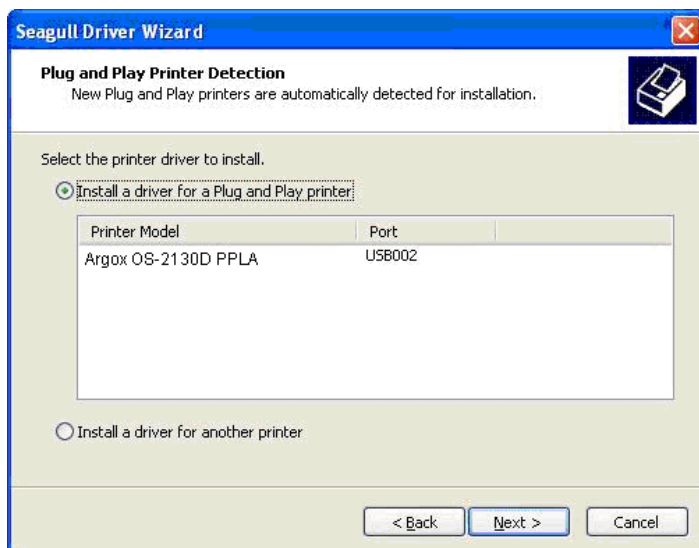 Seagull Driver Wizard
Plug and Play Printer Detection
New Plug and Play printers are automatically detected for installation.
Select the printer driver to install.
Install a driver for a Plug and Play printer
Printer Model Port
Argox OS-2130D PPLA USB002
Install a driver for another printer
< Back Next > Cancel